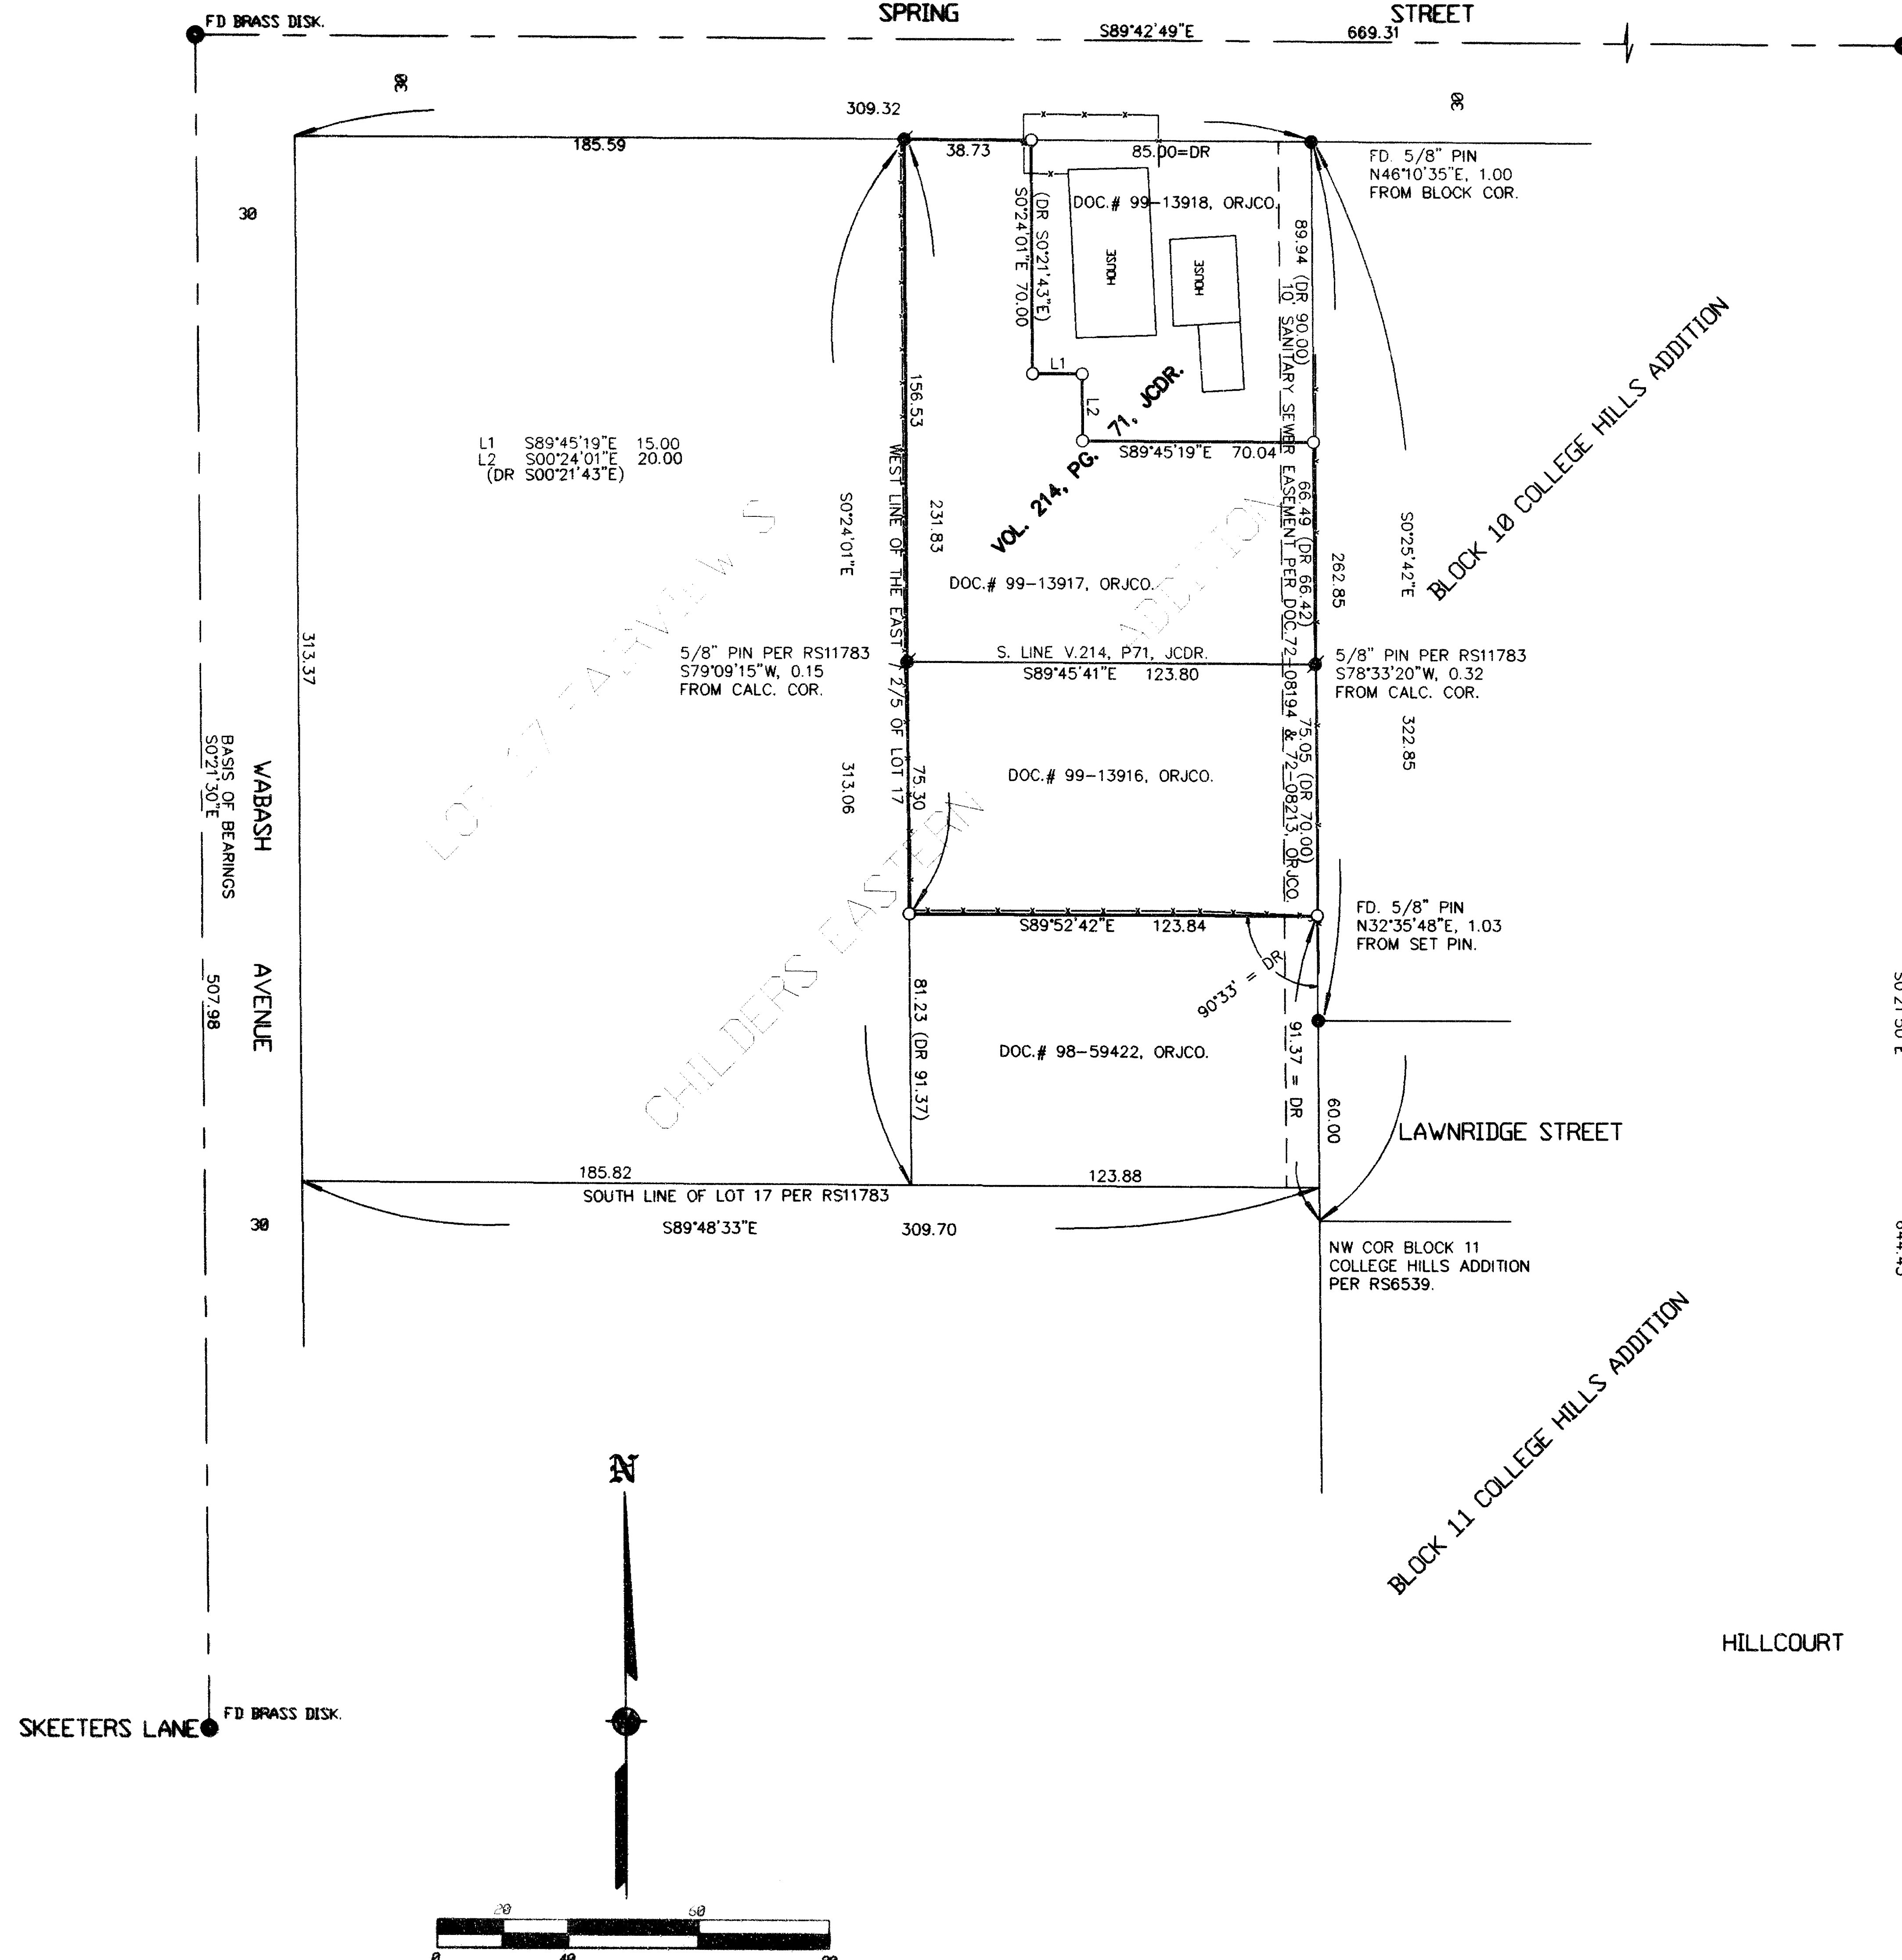 SPRING STREET
FD BRASS DISK.
S89°42'49"E 669.31
30
30
309.32
185.59
38.73
85.00=DR
FD. 5/8" PIN
N46°10'35"E, 1.00
FROM BLOCK COR.
30
DOC.# 99-13918, ORJCO.
(DR S0°21'43"E)
S0°24'01"E 70.00
HOUSE
HOUSE
89.94 (DR 90.00)
10' SANITARY SEWER EASEMENT PER DOC.72-08194 & 72-08213, ORJCO.
L1
L2
VOL. 214, PG. 71, JCDR.
S89°45'19"E 70.04
BLOCK 10 COLLEGE HILLS ADDITION
L1 S89°45'19"E 15.00
L2 S00°24'01"E 20.00
(DR S00°21'43"E)
156.53
WEST LINE OF THE EAST 2/5 OF LOT 17
231.83
S0°24'01"E
66.49 (DR 66.42)
262.85
S0°25'42"E
DOC.# 99-13917, ORJCO.
LOT 17 FAIRVIEW'S
ADDITION
313.37
5/8" PIN PER RS11783
S79°09'15"W, 0.15
FROM CALC. COR.
S. LINE V.214, P71, JCDR.
S89°45'41"E 123.80
5/8" PIN PER RS11783
S78°33'20"W, 0.32
FROM CALC. COR.
322.85
75.05 (DR 70.00)
DOC.# 99-13916, ORJCO.
75.30
313.06
BASIS OF BEARINGS
S0°21'30"E
507.98
WABASH AVENUE
CHILDERS EASTERN
S89°52'42"E 123.84
FD. 5/8" PIN
N32°35'48"E, 1.03
FROM SET PIN.
90°33' = DR
91.37 = DR
81.23 (DR 91.37)
DOC.# 98-59422, ORJCO.
60.00
LAWNRIDGE STREET
185.82
123.88
SOUTH LINE OF LOT 17 PER RS11783
S89°48'33"E 309.70
30
NW COR BLOCK 11
COLLEGE HILLS ADDITION
PER RS6539.
BLOCK 11 COLLEGE HILLS ADDITION
N
HILLCOURT
SKEETERS LANE
FD BRASS DISK.
20 60
0 40